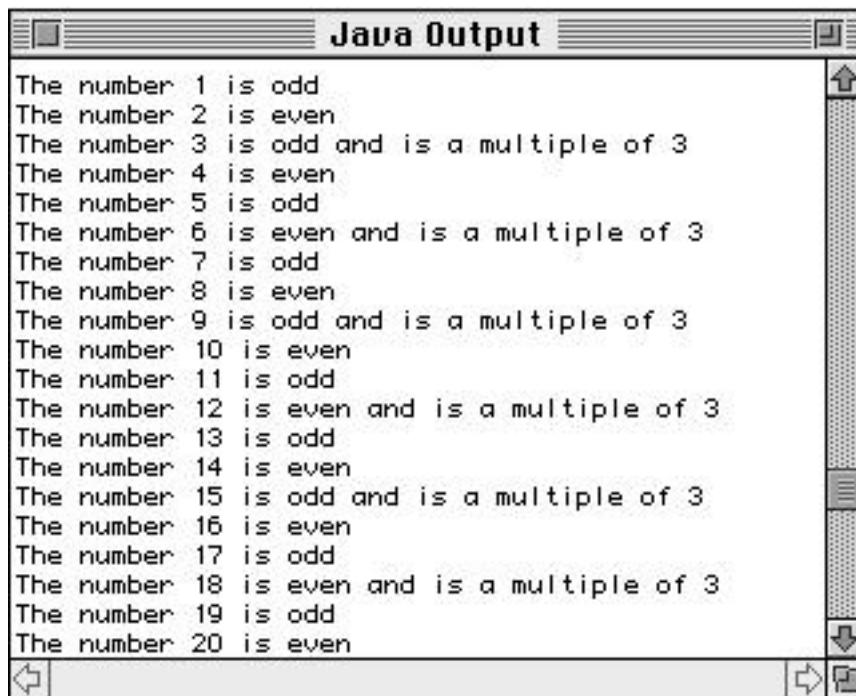 Java Output
The number 1 is odd
The number 2 is even
The number 3 is odd and is a multiple of 3
The number 4 is even
The number 5 is odd
The number 6 is even and is a multiple of 3
The number 7 is odd
The number 8 is even
The number 9 is odd and is a multiple of 3
The number 10 is even
The number 11 is odd
The number 12 is even and is a multiple of 3
The number 13 is odd
The number 14 is even
The number 15 is odd and is a multiple of 3
The number 16 is even
The number 17 is odd
The number 18 is even and is a multiple of 3
The number 19 is odd
The number 20 is even